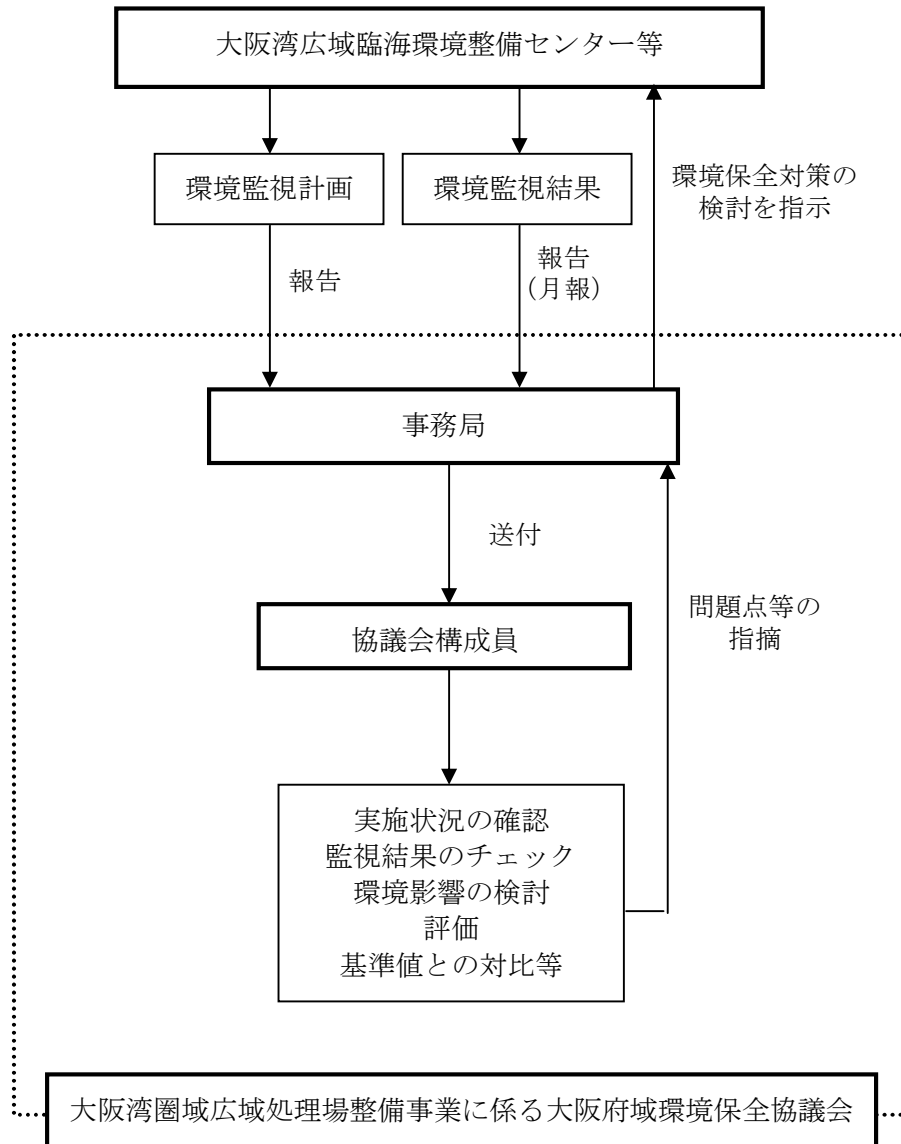 大阪湾広域臨海環境整備センター等
環境監視計画
環境監視結果
環境保全対策の
検討を指示
報告
報告
（月報）
事務局
送付
協議会構成員
問題点等の
指摘
実施状況の確認
監視結果のチェック
環境影響の検討
評価
基準値との対比等
大阪湾圏域広域処理場整備事業に係る大阪府域環境保全協議会